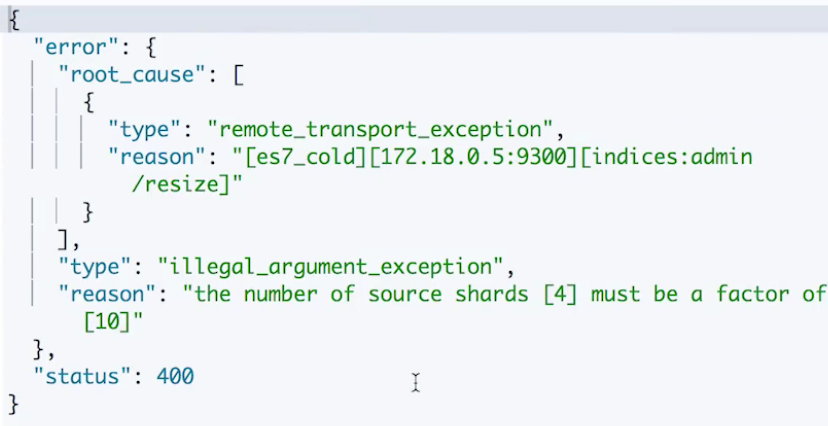 {
  "error": {
    "root_cause": [
      {
        "type": "remote_transport_exception",
        "reason": "[es7_cold][172.18.0.5:9300][indices:admin
          /resize]"
      }
    ],
    "type": "illegal_argument_exception",
    "reason": "the number of source shards [4] must be a factor of
      [10]"
  },
  "status": 400
}